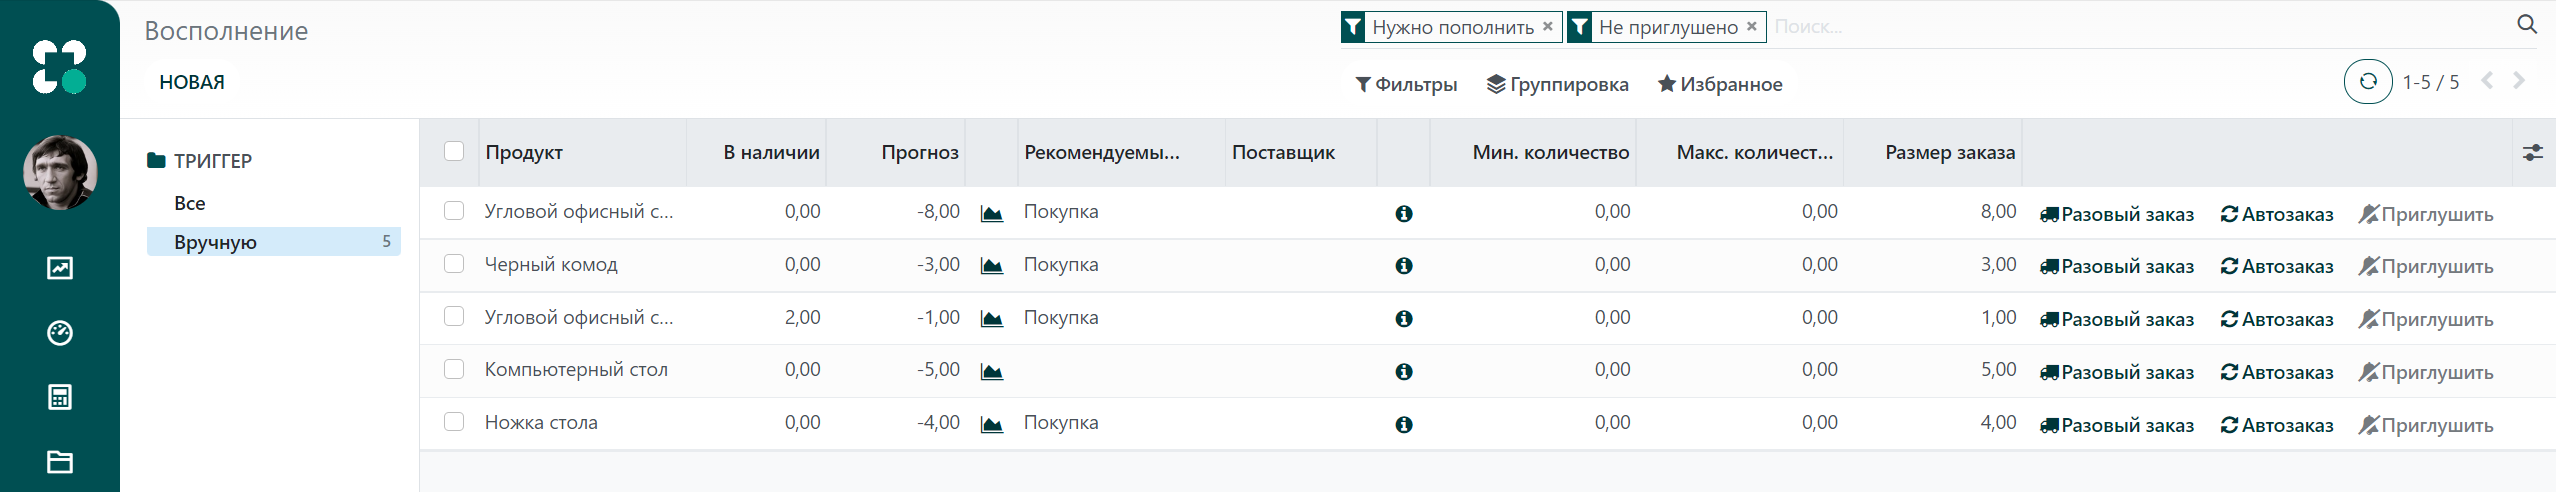 Восполнение
Нужно пополнить × Не приглушено × Поиск...
НОВАЯ
Фильтры Группировка Избранное 1-5 / 5
ТРИГГЕР
Все
Вручную 5
Продукт В наличии Прогноз Рекомендуемы... Поставщик Мин. количество Макс. количест... Размер заказа
Угловой офисный с... 0,00 -8,00 Покупка 0,00 0,00 8,00 Разовый заказ Автозаказ Приглушить
Черный комод 0,00 -3,00 Покупка 0,00 0,00 3,00 Разовый заказ Автозаказ Приглушить
Угловой офисный с... 2,00 -1,00 Покупка 0,00 0,00 1,00 Разовый заказ Автозаказ Приглушить
Компьютерный стол 0,00 -5,00 0,00 0,00 5,00 Разовый заказ Автозаказ Приглушить
Ножка стола 0,00 -4,00 Покупка 0,00 0,00 4,00 Разовый заказ Автозаказ Приглушить